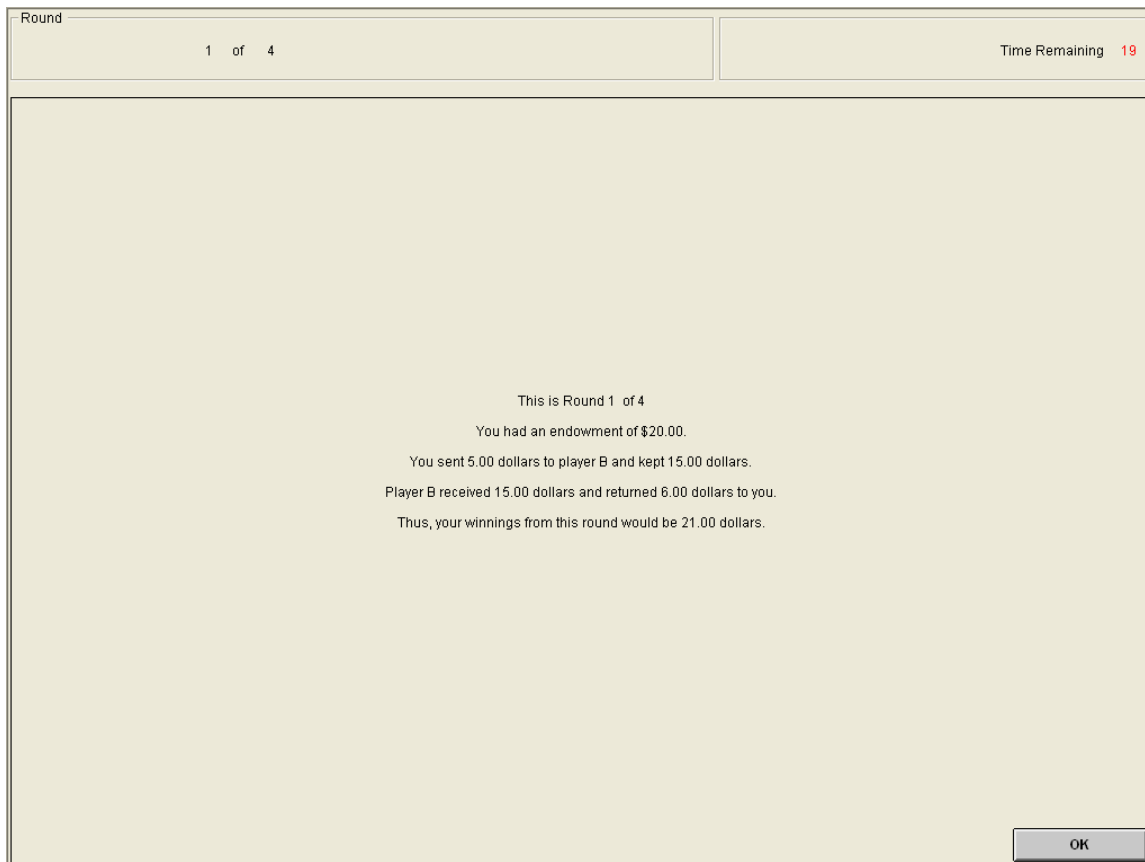 Round
1 of 4
Time Remaining 19
This is Round 1 of 4
You had an endowment of $20.00.
You sent 5.00 dollars to player B and kept 15.00 dollars.
Player B received 15.00 dollars and returned 6.00 dollars to you.
Thus, your winnings from this round would be 21.00 dollars.
OK